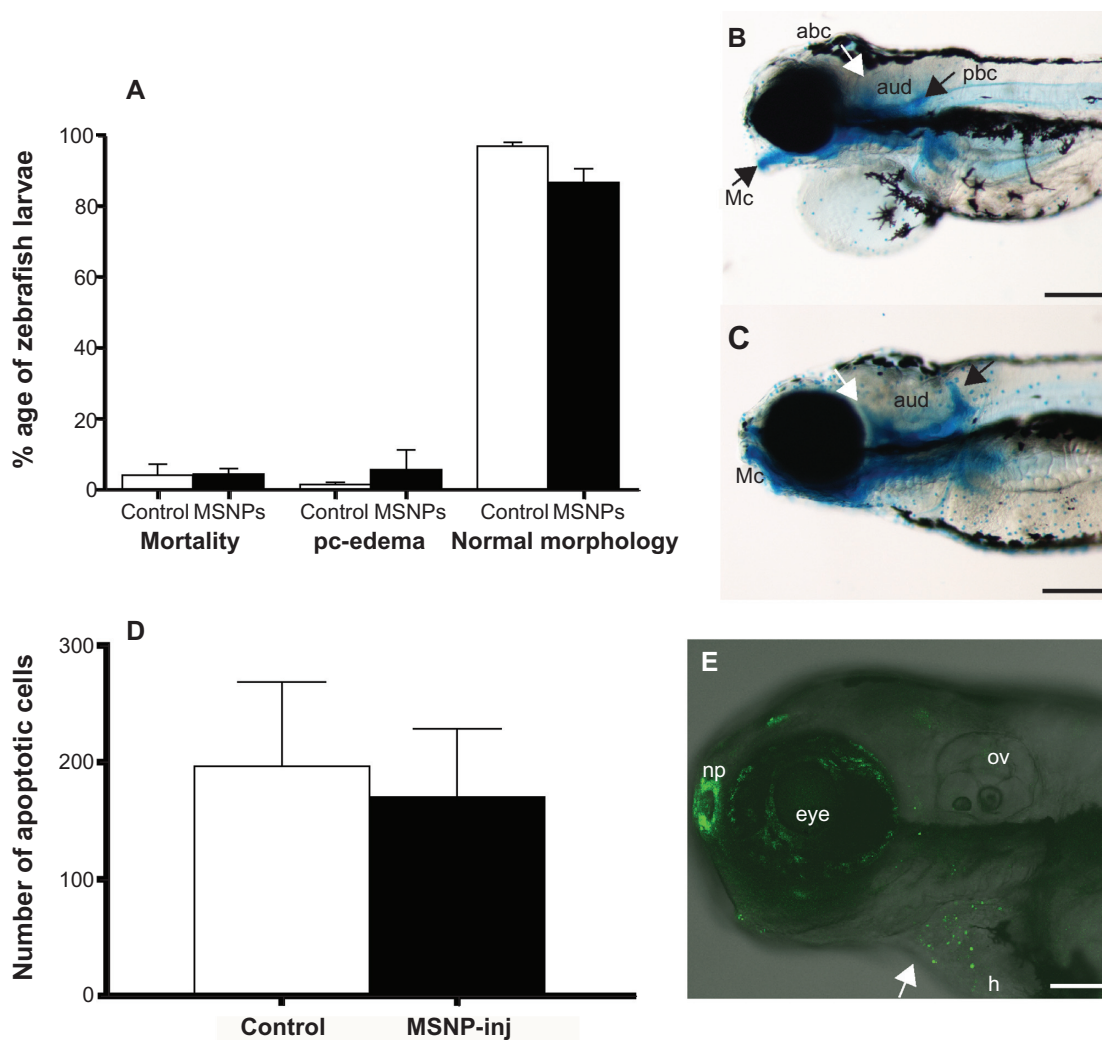 A
% age of zebrafish larvae
100
80
60
40
20
0
Control MSNPs Control MSNPs Control MSNPs
Mortality pc-edema Normal morphology
B
abc
aud
pbc
Mc
C
aud
Mc
D
Number of apoptotic cells
300
200
100
0
Control MSNP-inj
E
np
eye
ov
h